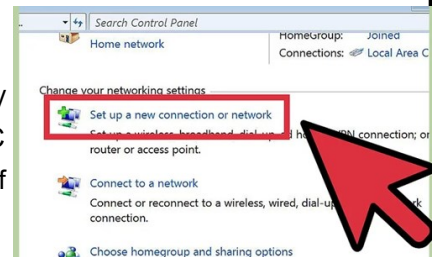 Search Control Panel
Home network
HomeGroup: Joined
Connections: Local Area C
Change your networking settings
Set up a new connection or network
Set up a wireless, broadband, dial-up, ad hoc, VPN connection; or
router or access point.
Connect to a network
Connect or reconnect to a wireless, wired, dial-up
connection.
Choose homegroup and sharing options